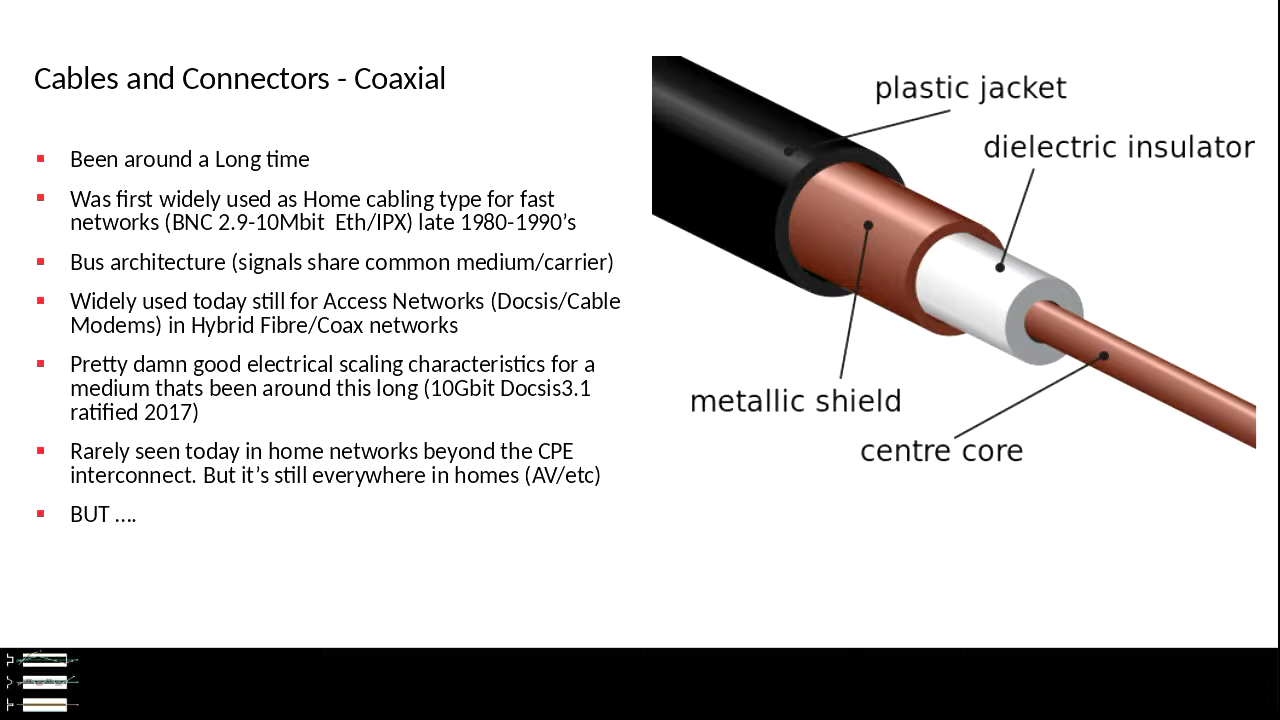 Cables and Connectors - Coaxial
Been around a Long time
Was first widely used as Home cabling type for fast
networks (BNC 2.9-10Mbit  Eth/IPX) late 1980-1990’s
Bus architecture (signals share common medium/carrier)
Widely used today still for Access Networks (Docsis/Cable
Modems) in Hybrid Fibre/Coax networks
Pretty damn good electrical scaling characteristics for a
medium thats been around this long (10Gbit Docsis3.1
ratified 2017)
Rarely seen today in home networks beyond the CPE
interconnect. But it’s still everywhere in homes (AV/etc)
BUT ….
plastic jacket
dielectric insulator
metallic shield
centre core